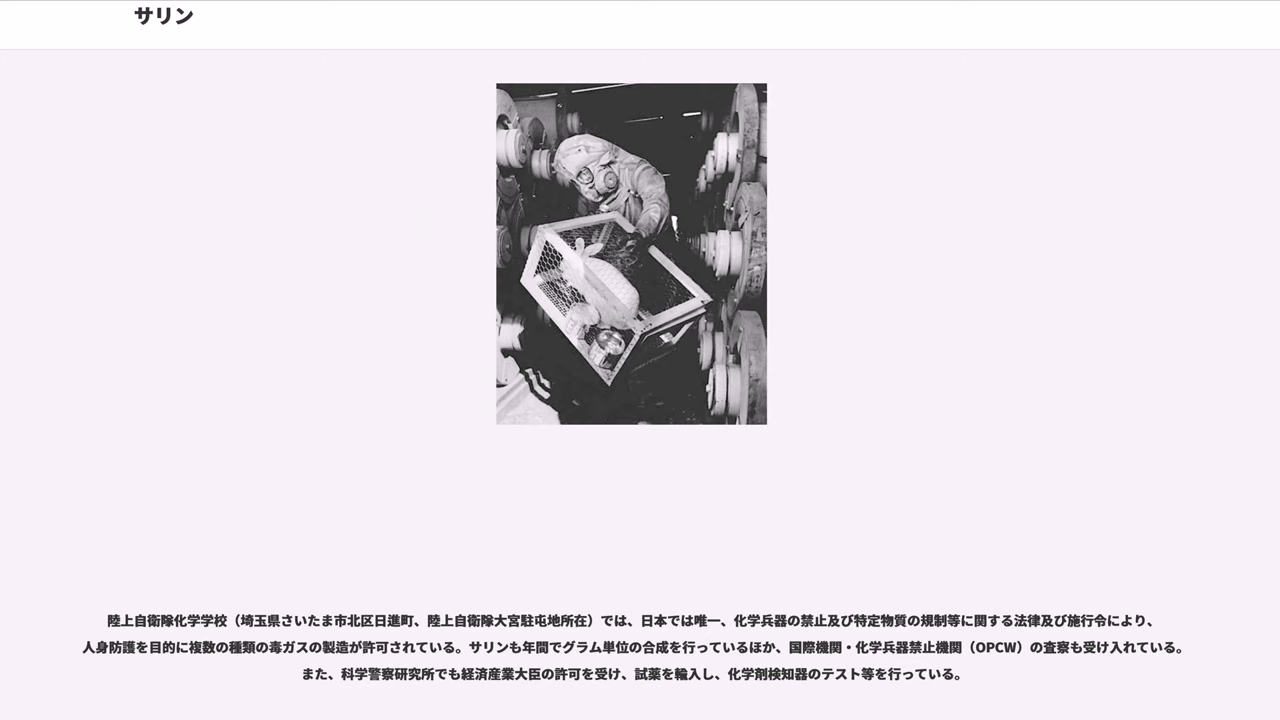 サリン
陸上自衛隊化学学校（埼玉県さいたま市北区日進町、陸上自衛隊大宮駐屯地所在）では、日本では唯一、化学兵器の禁止及び特定物質の規制等に関する法律及び施行令により、
人身防護を目的に複数の種類の毒ガスの製造が許可されている。サリンも年間でグラム単位の合成を行っているほか、国際機関・化学兵器禁止機関（OPCW）の査察も受け入れている。
また、科学警察研究所でも経済産業大臣の許可を受け、試薬を輸入し、化学剤検知器のテスト等を行っている。